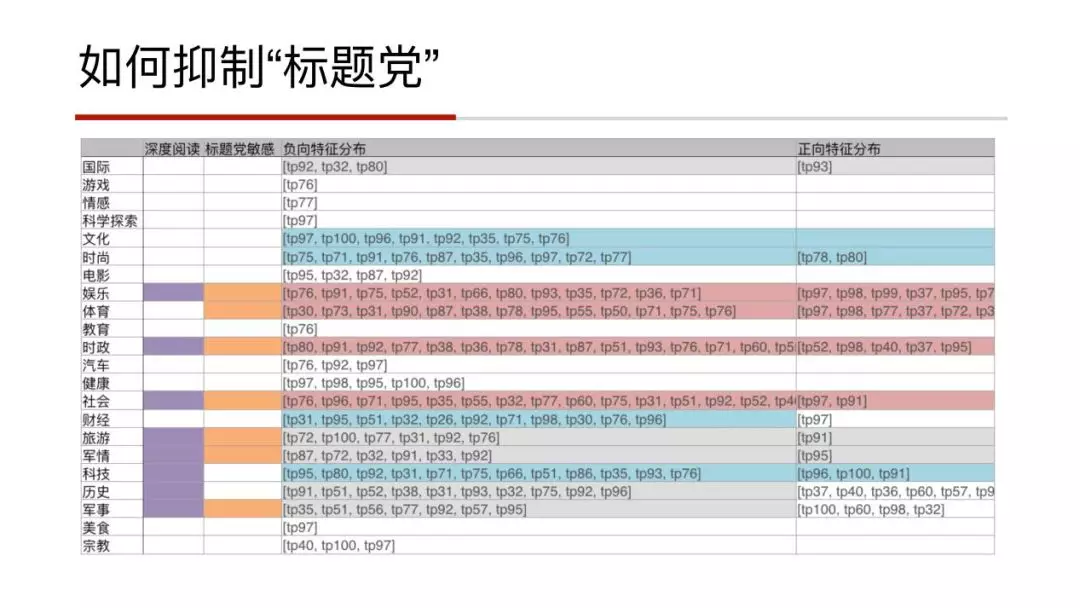 如何抑制“标题党”
深度阅读 标题党敏感 负向特征分布 正向特征分布
国际 [tp92, tp32, tp80] [tp93]
游戏 [tp76]
情感 [tp77]
科学探索 [tp97]
文化 [tp97, tp100, tp96, tp91, tp92, tp35, tp75, tp76]
时尚 [tp75, tp71, tp91, tp76, tp87, tp35, tp96, tp97, tp72, tp77] [tp78, tp80]
电影 [tp95, tp32, tp87, tp92]
娱乐 [tp76, tp91, tp75, tp52, tp31, tp66, tp80, tp93, tp35, tp72, tp36, tp71] [tp97, tp98, tp99, tp37, tp95, tp7
体育 [tp30, tp73, tp31, tp90, tp87, tp38, tp78, tp95, tp55, tp50, tp71, tp75, tp76] [tp97, tp98, tp77, tp37, tp72, tp3
教育 [tp76]
时政 [tp80, tp91, tp92, tp77, tp38, tp36, tp78, tp31, tp87, tp51, tp93, tp76, tp71, tp60, tp5 [tp52, tp98, tp40, tp37, tp95]
汽车 [tp76, tp92, tp97]
健康 [tp97, tp98, tp95, tp100, tp96]
社会 [tp76, tp96, tp71, tp95, tp35, tp55, tp32, tp77, tp60, tp75, tp31, tp51, tp92, tp52, tp4 [tp97, tp91]
财经 [tp31, tp95, tp51, tp32, tp26, tp92, tp71, tp98, tp30, tp76, tp96] [tp97]
旅游 [tp72, tp100, tp77, tp31, tp92, tp76] [tp91]
军情 [tp87, tp72, tp32, tp91, tp33, tp92] [tp95]
科技 [tp95, tp80, tp92, tp31, tp71, tp75, tp66, tp51, tp86, tp35, tp93, tp76] [tp96, tp100, tp91]
历史 [tp91, tp51, tp52, tp38, tp31, tp93, tp32, tp75, tp92, tp96] [tp37, tp40, tp36, tp60, tp57, tp9
军事 [tp35, tp51, tp56, tp77, tp92, tp57, tp95] [tp100, tp60, tp98, tp32]
美食 [tp97]
宗教 [tp40, tp100, tp97]